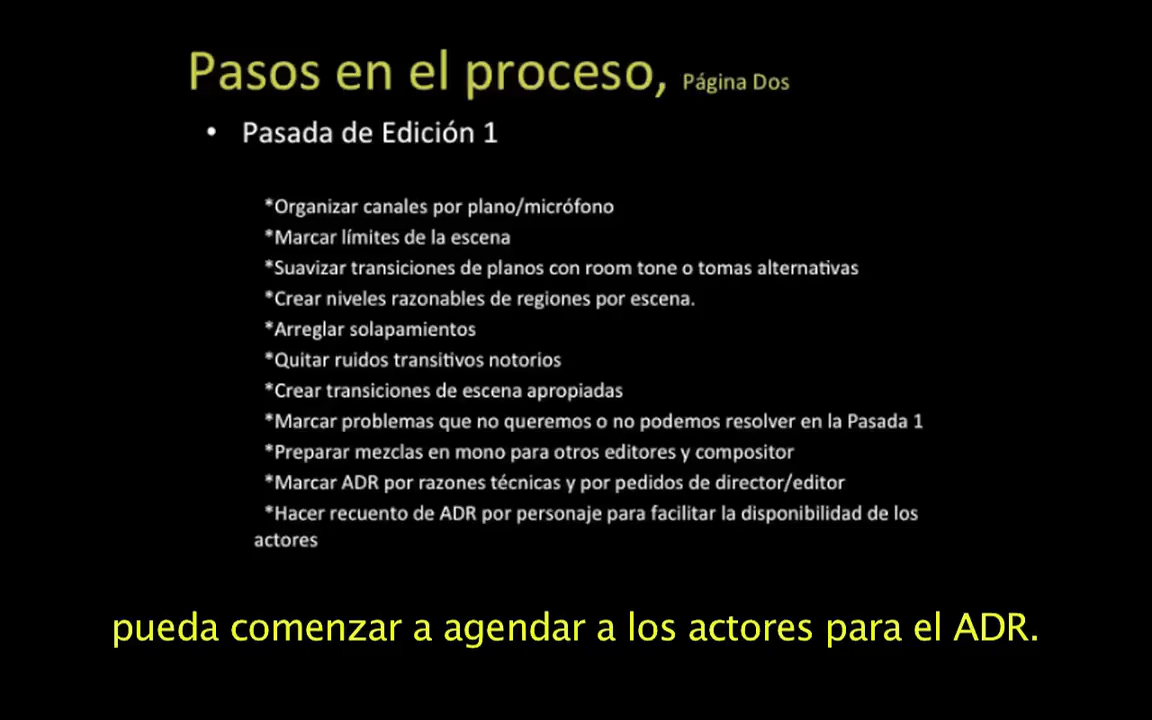 Pasos en el proceso, Página Dos
• Pasada de Edición 1
*Organizar canales por plano/micrófono
*Marcar límites de la escena
*Suavizar transiciones de planos con room tone o tomas alternativas
*Crear niveles razonables de regiones por escena.
*Arreglar solapamientos
*Quitar ruidos transitivos notorios
*Crear transiciones de escena apropiadas
*Marcar problemas que no queremos o no podemos resolver en la Pasada 1
*Preparar mezclas en mono para otros editores y compositor
*Marcar ADR por razones técnicas y por pedidos de director/editor
*Hacer recuento de ADR por personaje para facilitar la disponibilidad de los
actores
pueda comenzar a agendar a los actores para el ADR.